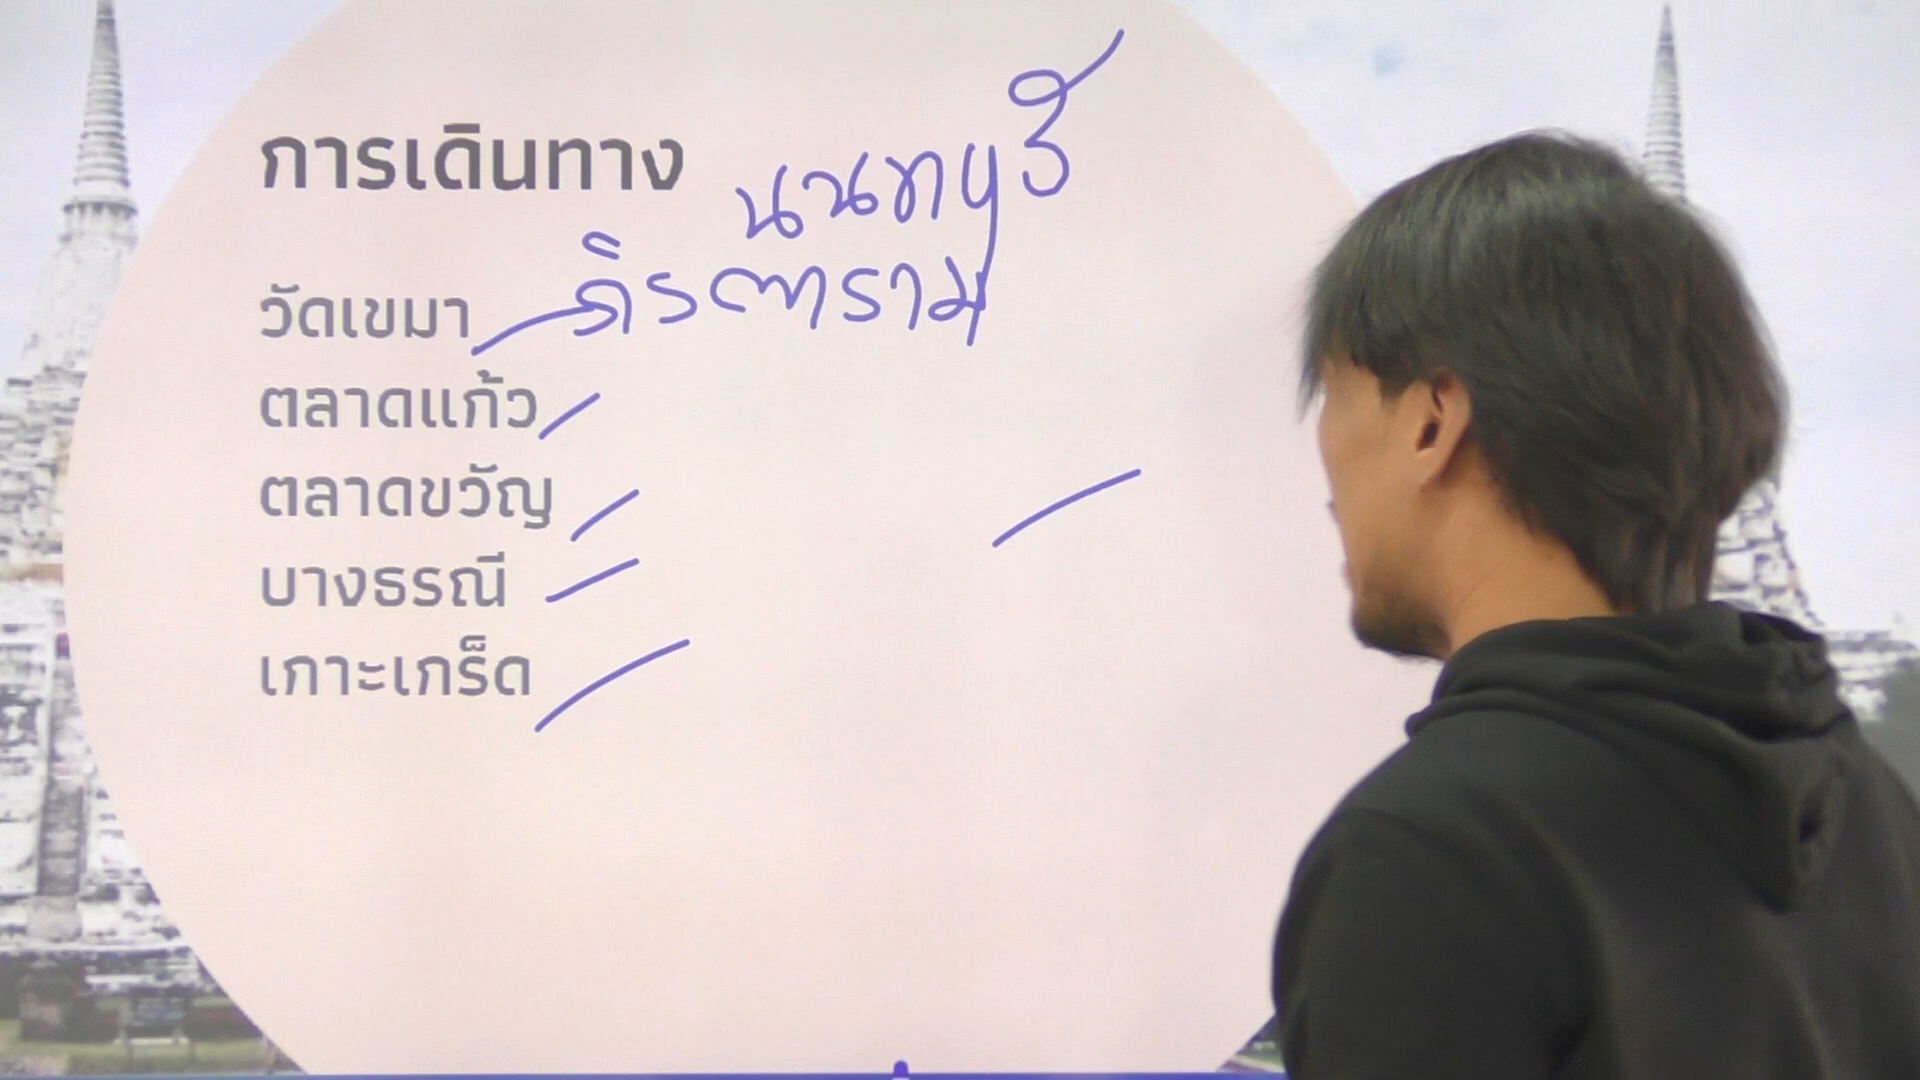 การเดินทาง นนทบุรี
วัดเขมาภิรตาราม
ตลาดแก้ว
ตลาดขวัญ
บางธรณี
เกาะเกร็ด